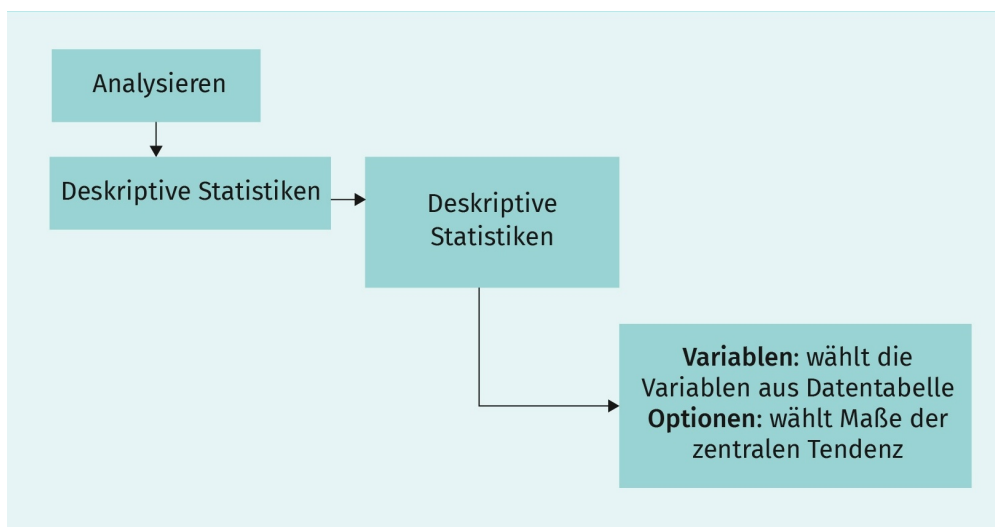 Analysieren
Deskriptive Statistiken
Deskriptive
Statistiken
Variablen: wählt die
Variablen aus Datentabelle
Optionen: wählt Maße der
zentralen Tendenz